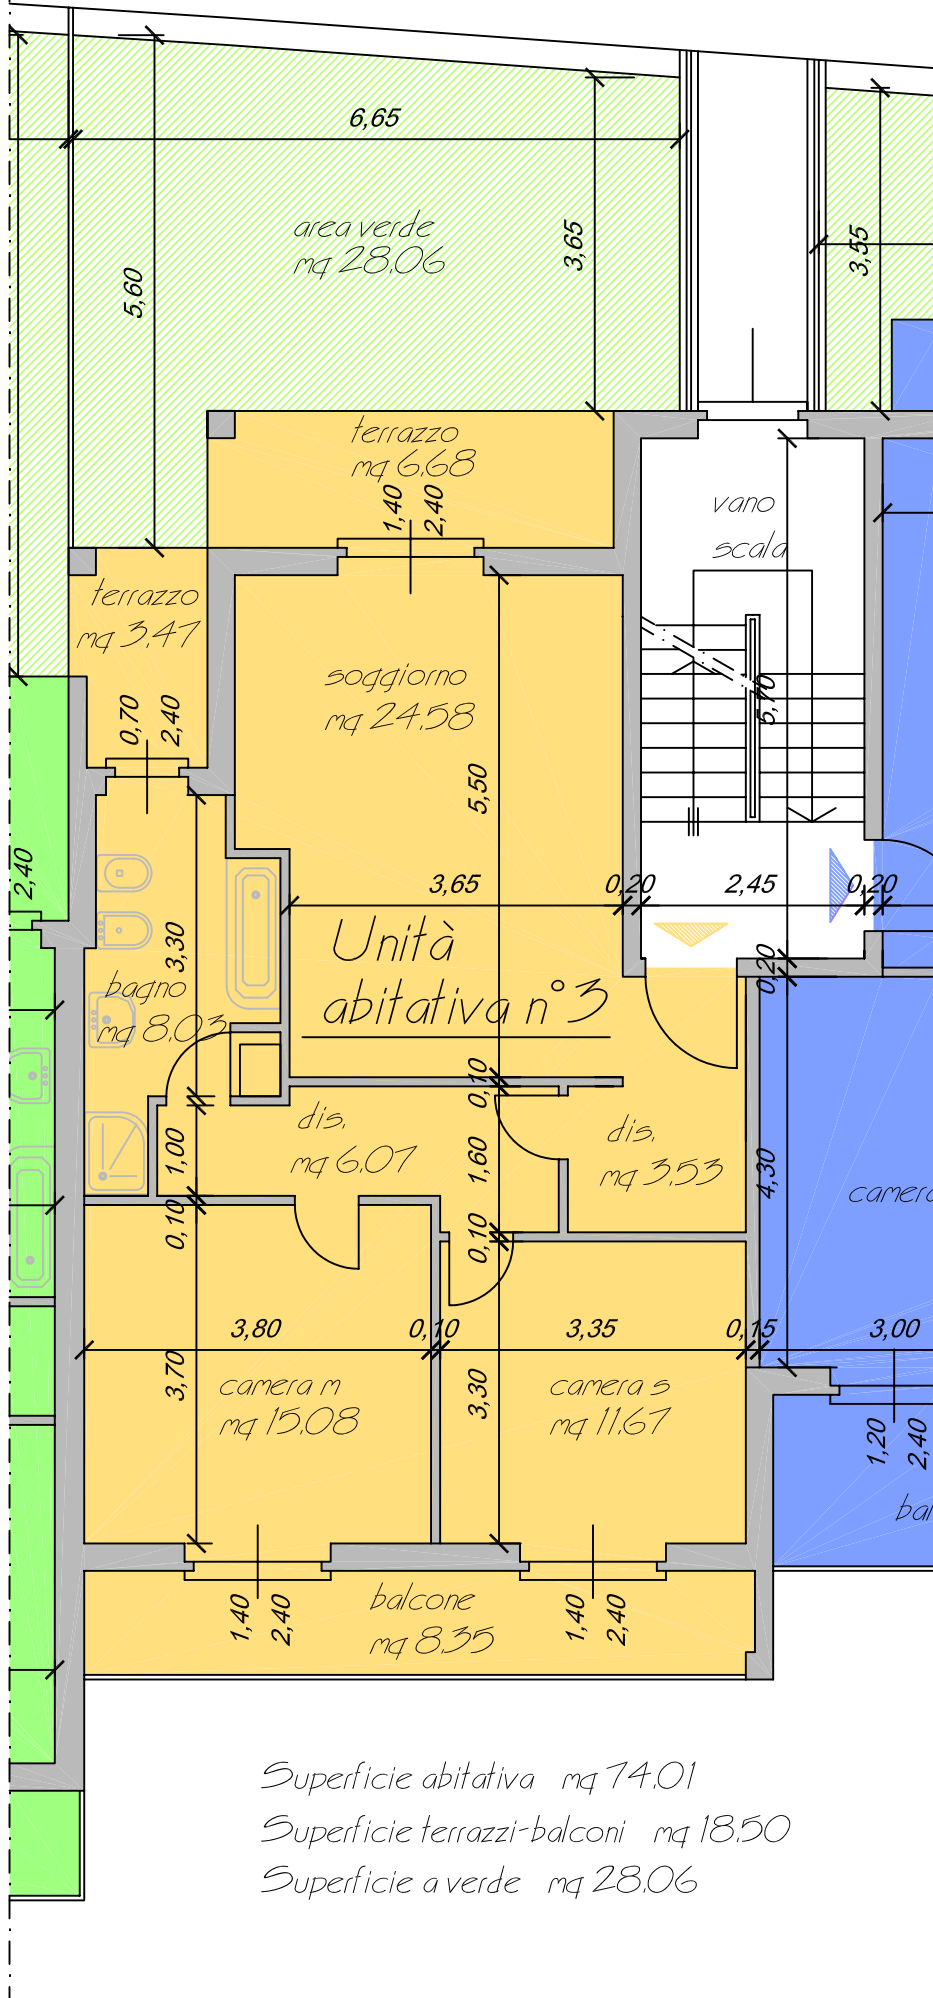 6,65
area verde
mq 28.06
5,60
3,65
3,55
terrazzo
mq 6.68
1,40
2,40
vano
scala
terrazzo
mq 3.47
0,70
2,40
soggiorno
mq 24.58
5,50
5,70
2,40
3,65
0,20
2,45
0,20
Unità
abitativa n°3
3,30
0,20
bagno
mq 8.03
0,10
dis.
mq 6.07
dis.
mq 3.53
1,00
1,60
4,30
0,10
0,10
camera
3,80
0,10
3,35
0,15
3,00
3,70
3,30
camera m
mq 15.08
camera s
mq 11.67
1,20
2,40
bal
balcone
mq 8.35
1,40
2,40
1,40
2,40
Superficie abitativa mq 74.01
Superficie terrazzi-balconi mq 18.50
Superficie a verde mq 28.06